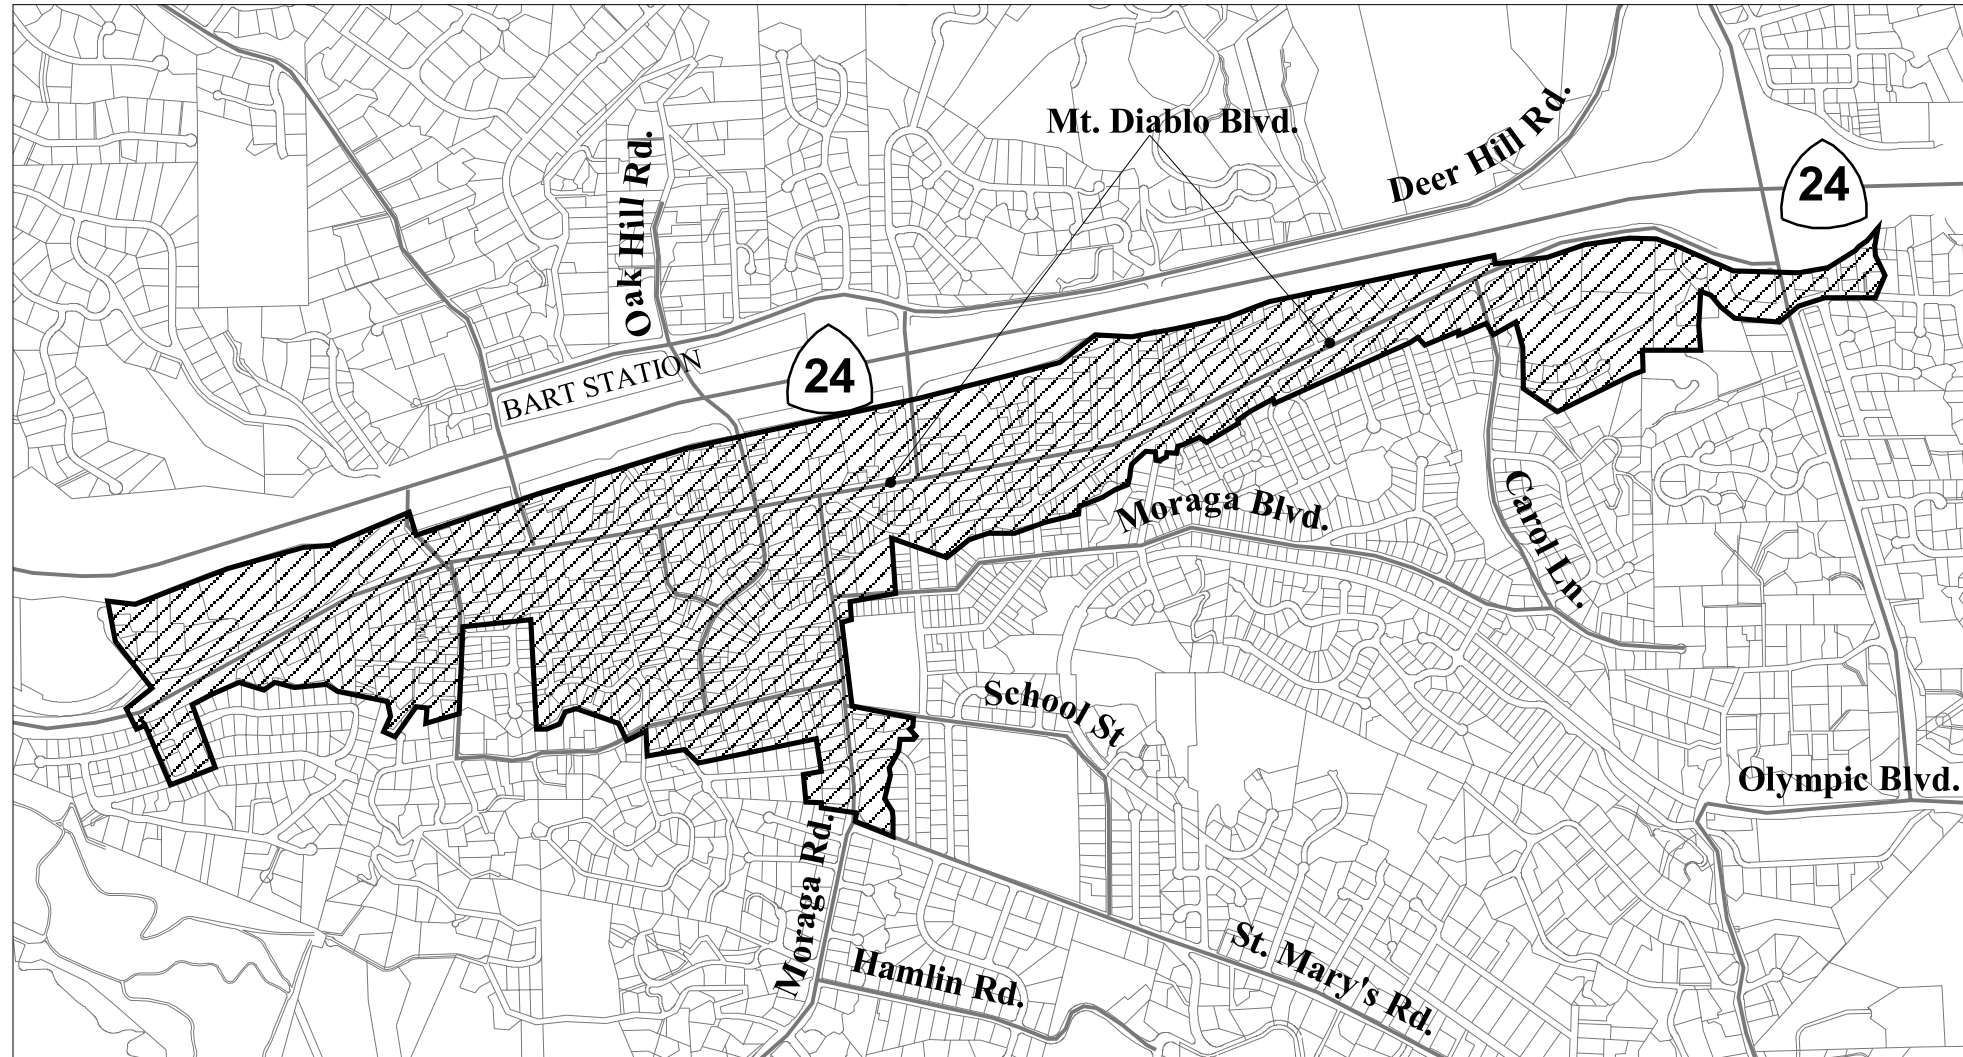 Mt. Diablo Blvd.
Deer Hill Rd.
24
Oak Hill Rd.
BART STATION
24
Moraga Blvd.
Carol Ln.
School St
Olympic Blvd.
Moraga Rd.
Hamlin Rd.
St. Mary's Rd.